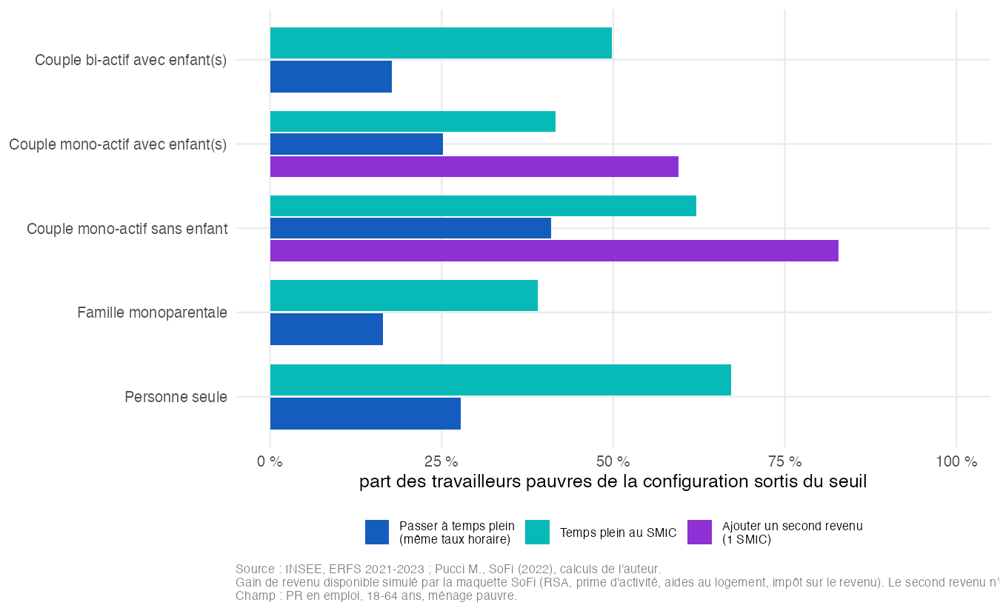 Couple bi-actif avec enfant(s)
Couple mono-actif avec enfant(s)
Couple mono-actif sans enfant
Famille monoparentale
Personne seule
0 % 25 % 50 % 75 % 100 %
part des travailleurs pauvres de la configuration sortis du seuil
Passer à temps plein
(même taux horaire)
Temps plein au SMIC
Ajouter un second revenu
(1 SMIC)
Source : INSEE, ERFS 2021-2023 ; Pucci M., SoFi (2022), calculs de l'auteur.
Gain de revenu disponible simulé par la maquette SoFi (RSA, prime d'activité, aides au logement, impôt sur le revenu). Le second revenu n'
Champ : PR en emploi, 18-64 ans, ménage pauvre.